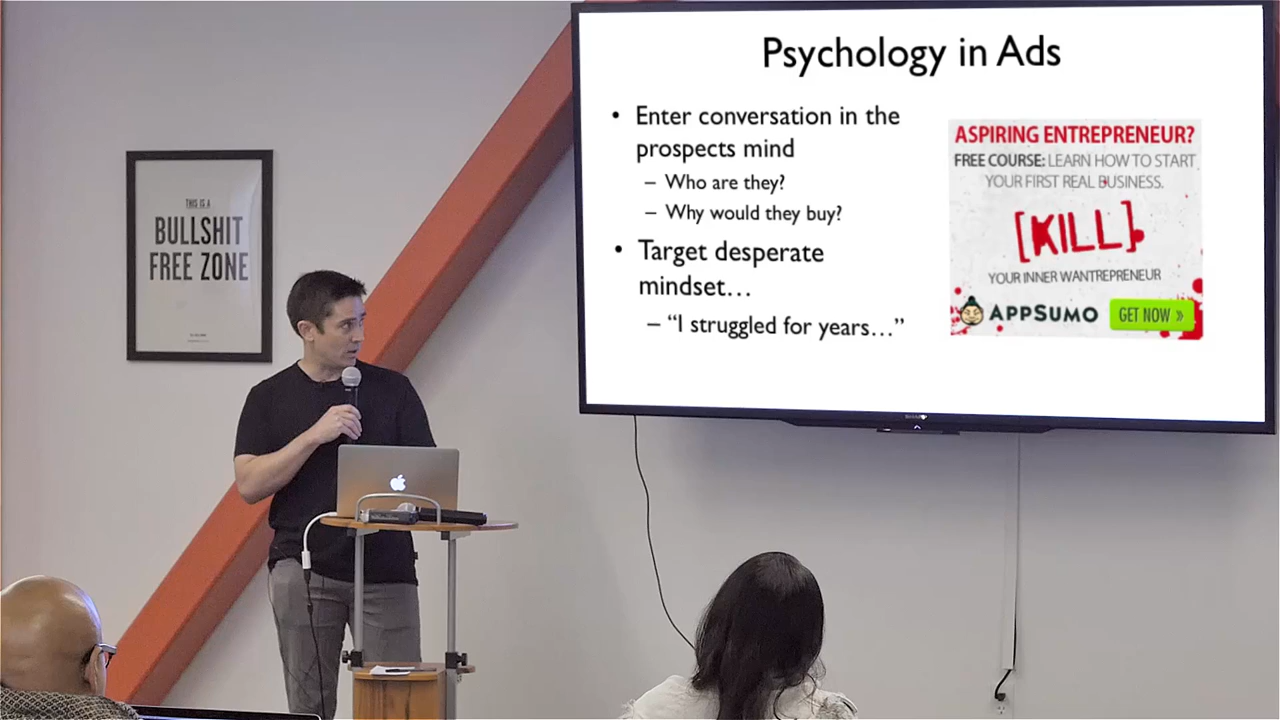 THIS IS A
BULLSHIT
FREE ZONE
Psychology in Ads
• Enter conversation in the
prospects mind
– Who are they?
– Why would they buy?
• Target desperate
mindset…
– “I struggled for years…”
ASPIRING ENTREPRENEUR?
FREE COURSE: LEARN HOW TO START
YOUR FIRST REAL BUSINESS.
[KILL]
YOUR INNER WANTREPRENEUR
APPSUMO
GET NOW »
SHARP